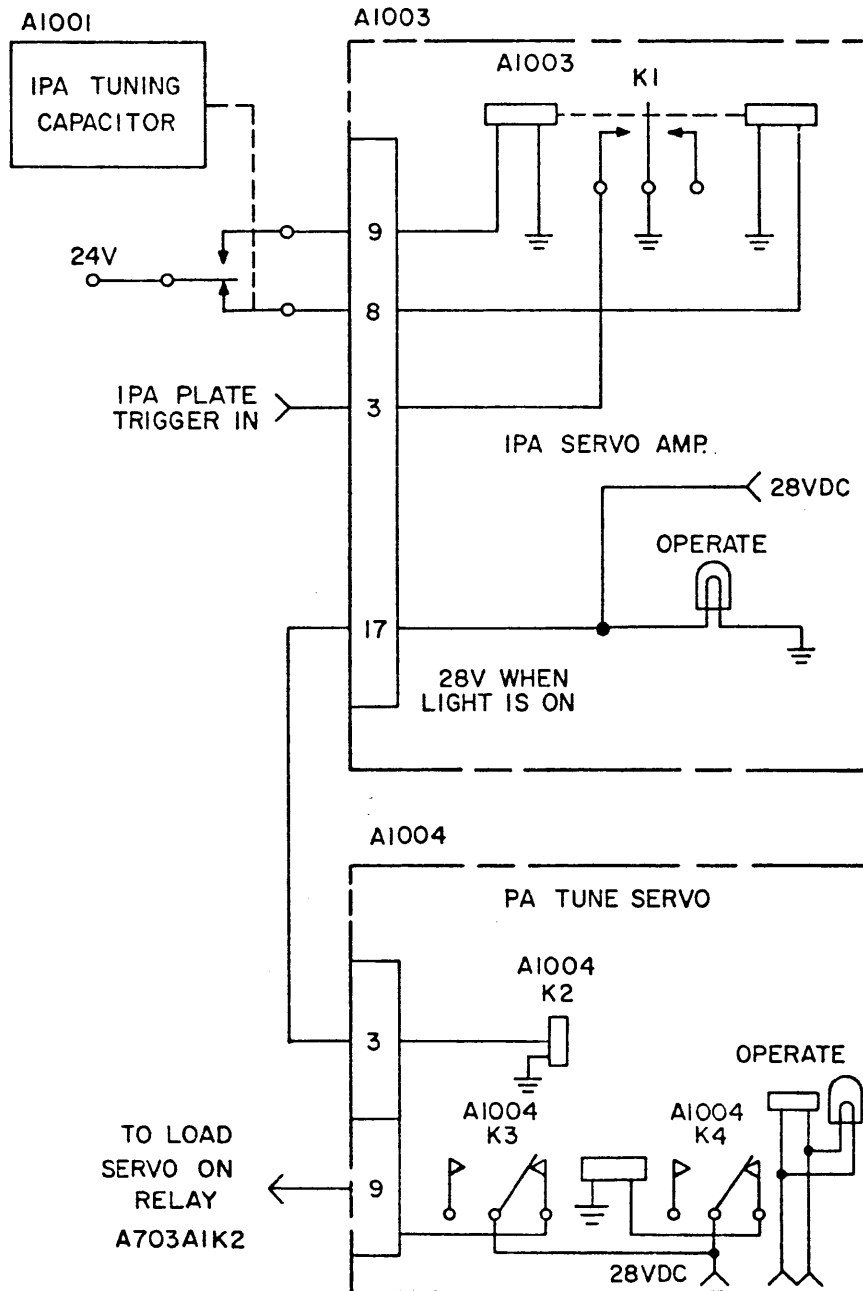 A1001
IPA TUNING
CAPACITOR
24V
A1003
A1003
K1
9
8
IPA PLATE
TRIGGER IN
3
IPA SERVO AMP.
28VDC
OPERATE
17
28V WHEN
LIGHT IS ON
A1004
PA TUNE SERVO
A1004
K2
3
OPERATE
A1004
K3
A1004
K4
TO LOAD
SERVO ON
RELAY
A703A1K2
9
28VDC